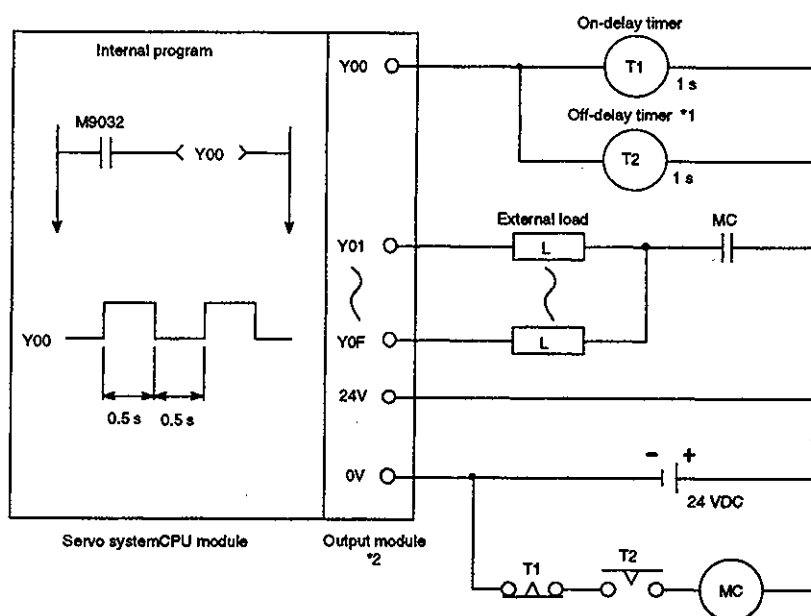 Internal program
M9032
Y00
Y00
0.5 s 0.5 s
Servo systemCPU module
Y00
Y01
Y0F
24V
0V
Output module
*2
On-delay timer
T1
1 s
Off-delay timer *1
T2
1 s
External load
L
L
MC
- +
24 VDC
T1
T2
MC